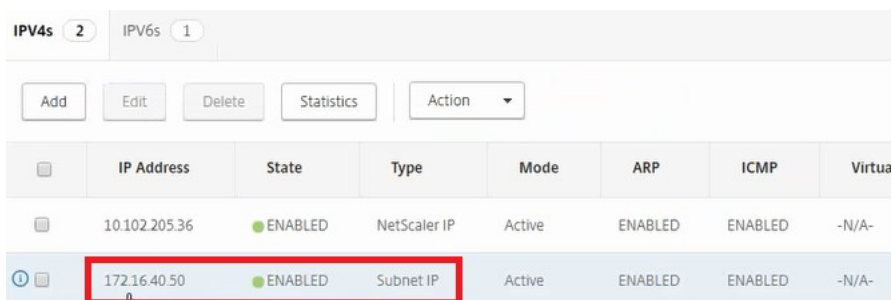 IPV4s 2 IPV6s 1
Add Edit Delete Statistics Action
IP Address State Type Mode ARP ICMP Virtua
10.102.205.36 ENABLED NetScaler IP Active ENABLED ENABLED -N/A-
172.16.40.50 ENABLED Subnet IP Active ENABLED ENABLED -N/A-